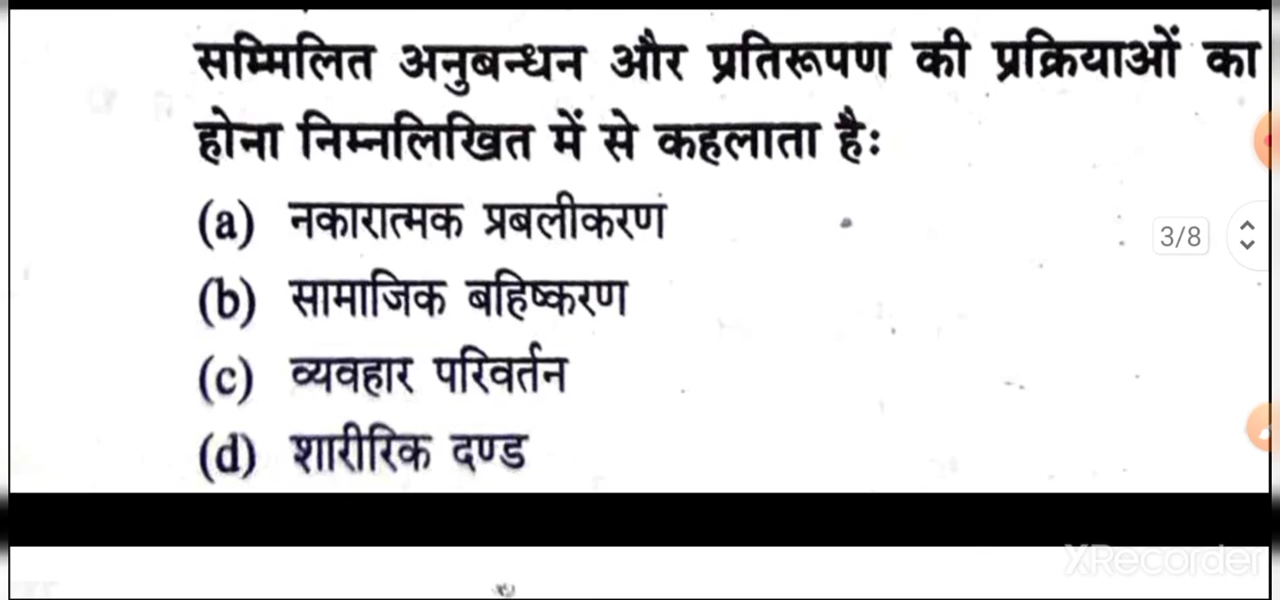 सम्मिलित अनुबन्धन और प्रतिरूपण की प्रक्रियाओं का
होना निम्नलिखित में से कहलाता है:
(a) नकारात्मक प्रबलीकरण
(b) सामाजिक बहिष्करण
3/8
(c) व्यवहार परिवर्तन
(d) शारीरिक दण्ड
XRecorder